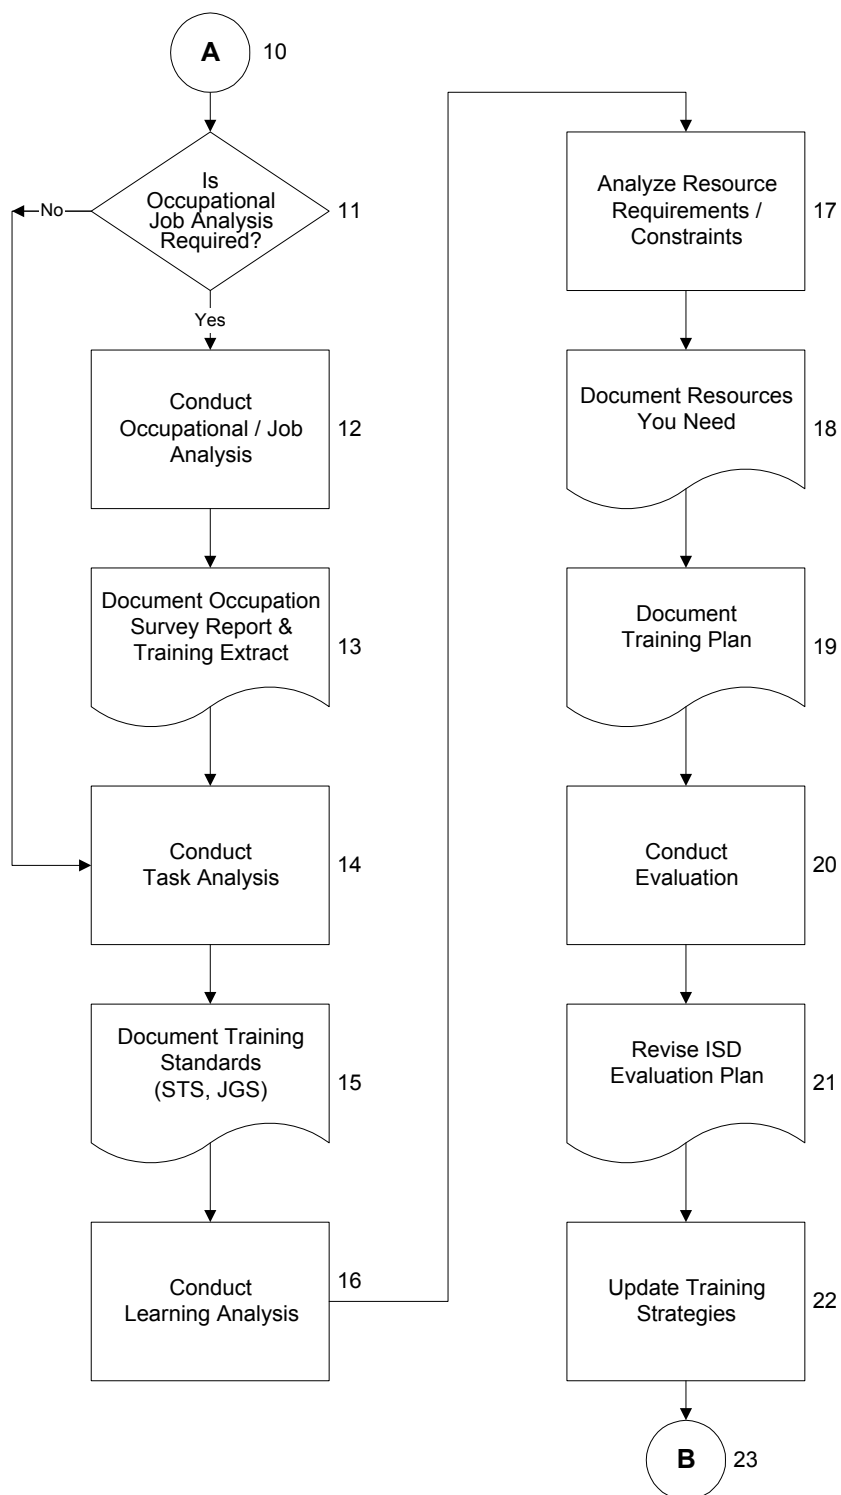 A
10
Is
Occupational
Job Analysis
Required?
11
No
Yes
Conduct
Occupational / Job
Analysis
12
Document Occupation
Survey Report &
Training Extract
13
Conduct
Task Analysis
14
Document Training
Standards
(STS, JGS)
15
Conduct
Learning Analysis
16
Analyze Resource
Requirements /
Constraints
17
Document Resources
You Need
18
Document
Training Plan
19
Conduct
Evaluation
20
Revise ISD
Evaluation Plan
21
Update Training
Strategies
22
B
23